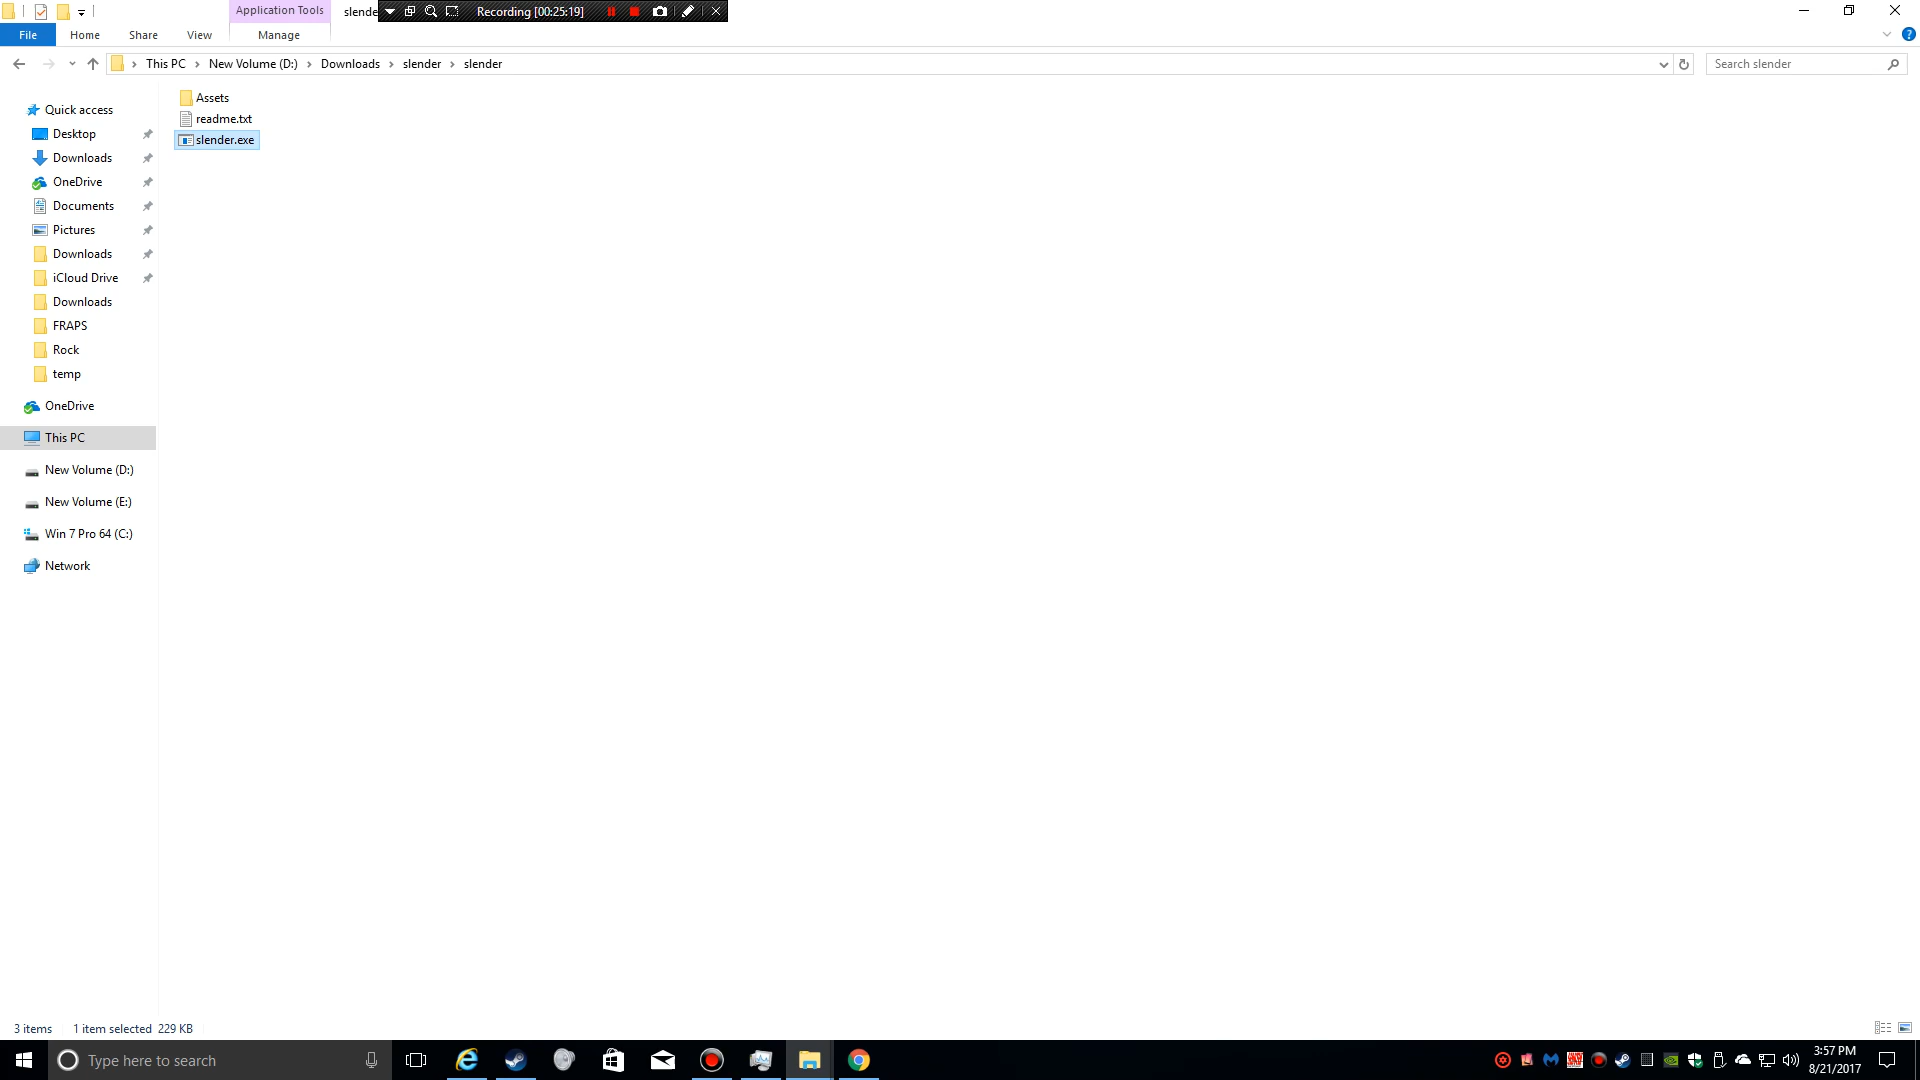 Application Tools
slende
Recording [00:25:19]
File
Home
Share
View
Manage
This PC
New Volume (D:)
Downloads
slender
slender
Search slender
Quick access
Desktop
Downloads
OneDrive
Documents
Pictures
Downloads
iCloud Drive
Downloads
FRAPS
Rock
temp
OneDrive
This PC
New Volume (D:)
New Volume (E:)
Win 7 Pro 64 (C:)
Network
Assets
readme.txt
slender.exe
3 items
1 item selected 229 KB
Type here to search
3:57 PM
8/21/2017